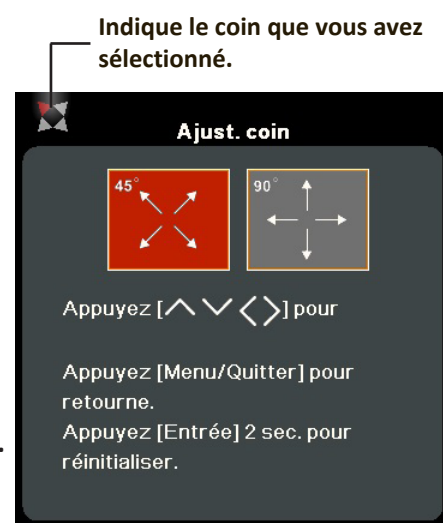 Indique le coin que vous avez
sélectionné.
Ajust. coin
45°
90°
Appuyez [∧ ∨ < >] pour
Appuyez [Menu/Quitter] pour
retourne.
Appuyez [Entrée] 2 sec. pour
réinitialiser.
.